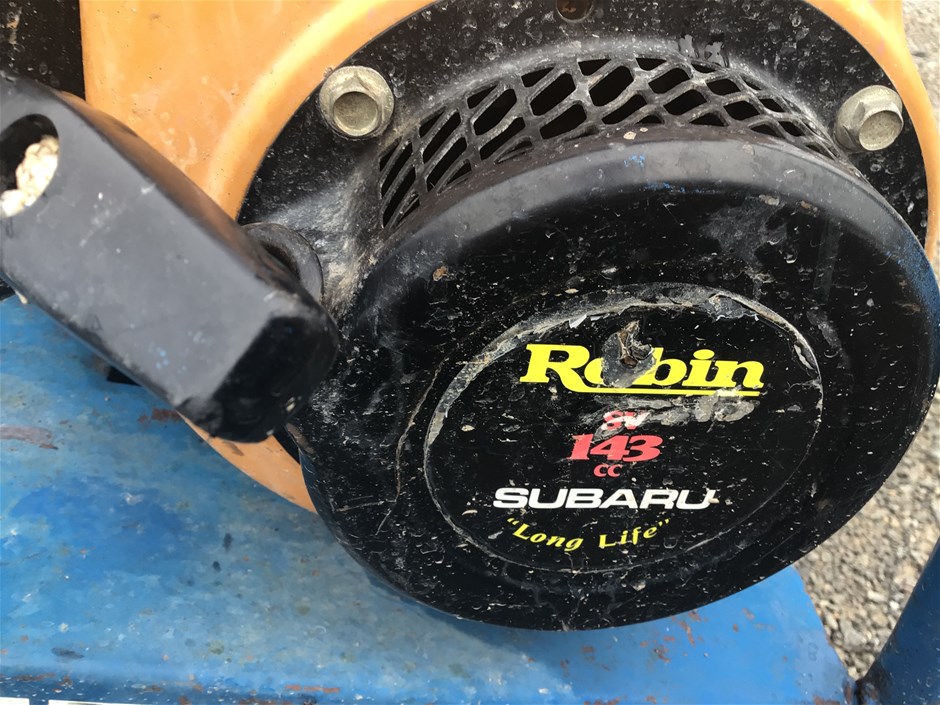 Robin
SV
143
CC
SUBARU
"Long Life"